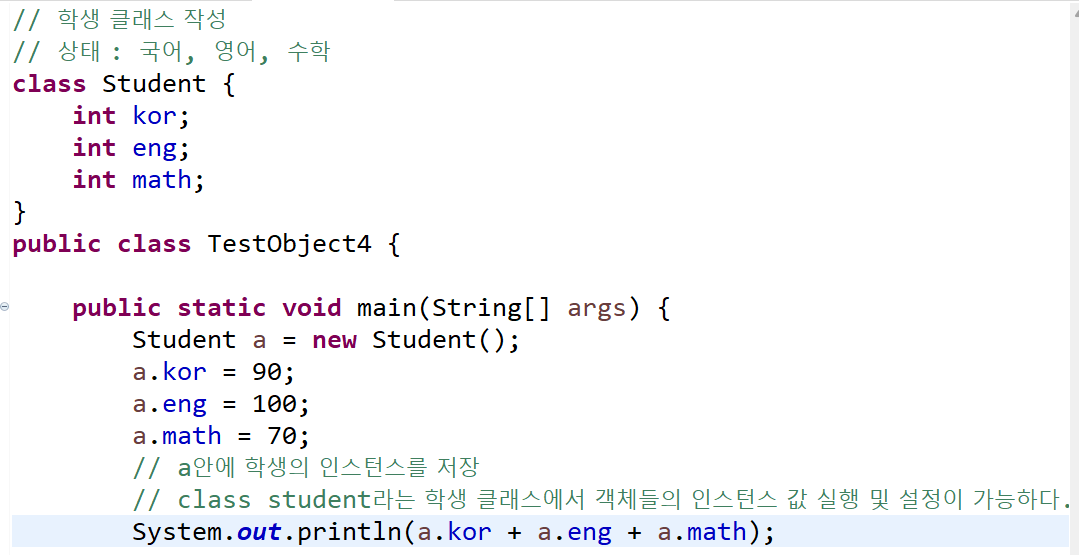 // 학생 클래스 작성
// 상태 : 국어, 영어, 수학
class Student {
    int kor;
    int eng;
    int math;
}
public class TestObject4 {
    public static void main(String[] args) {
        Student a = new Student();
        a.kor = 90;
        a.eng = 100;
        a.math = 70;
        // a안에 학생의 인스턴스를 저장
        // class student라는 학생 클래스에서 객체들의 인스턴스 값 실행 및 설정이 가능하다.
        System.out.println(a.kor + a.eng + a.math);